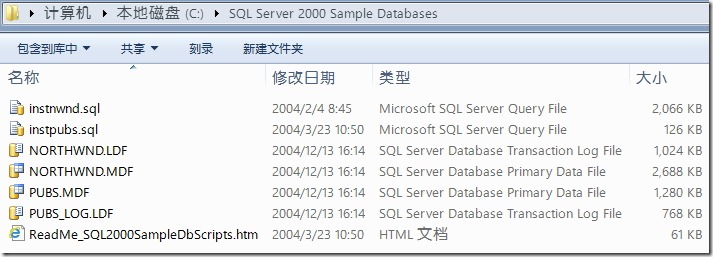 计算机 本地磁盘 (C:) SQL Server 2000 Sample Databases
包含到库中 共享 刻录 新建文件夹
名称 修改日期 类型 大小
instnwnd.sql 2004/2/4 8:45 Microsoft SQL Server Query File 2,066 KB
instpubs.sql 2004/3/23 10:50 Microsoft SQL Server Query File 126 KB
NORTHWND.LDF 2004/12/13 16:14 SQL Server Database Transaction Log File 1,024 KB
NORTHWND.MDF 2004/12/13 16:14 SQL Server Database Primary Data File 2,688 KB
PUBS.MDF 2004/12/13 16:14 SQL Server Database Primary Data File 1,280 KB
PUBS_LOG.LDF 2004/12/13 16:14 SQL Server Database Transaction Log File 768 KB
ReadMe_SQL2000SampleDbScripts.htm 2004/3/23 10:50 HTML 文档 61 KB